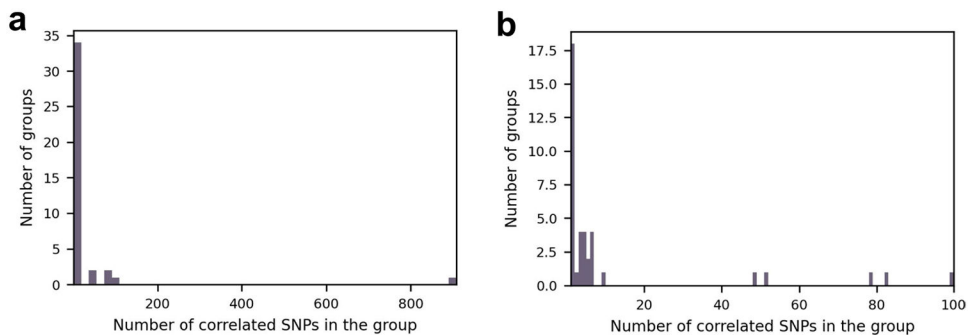 a
Number of groups
35
30
25
20
15
10
5
0
200 400 600 800
Number of correlated SNPs in the group
b
Number of groups
17.5
15.0
12.5
10.0
7.5
5.0
2.5
0.0
20 40 60 80 100
Number of correlated SNPs in the group